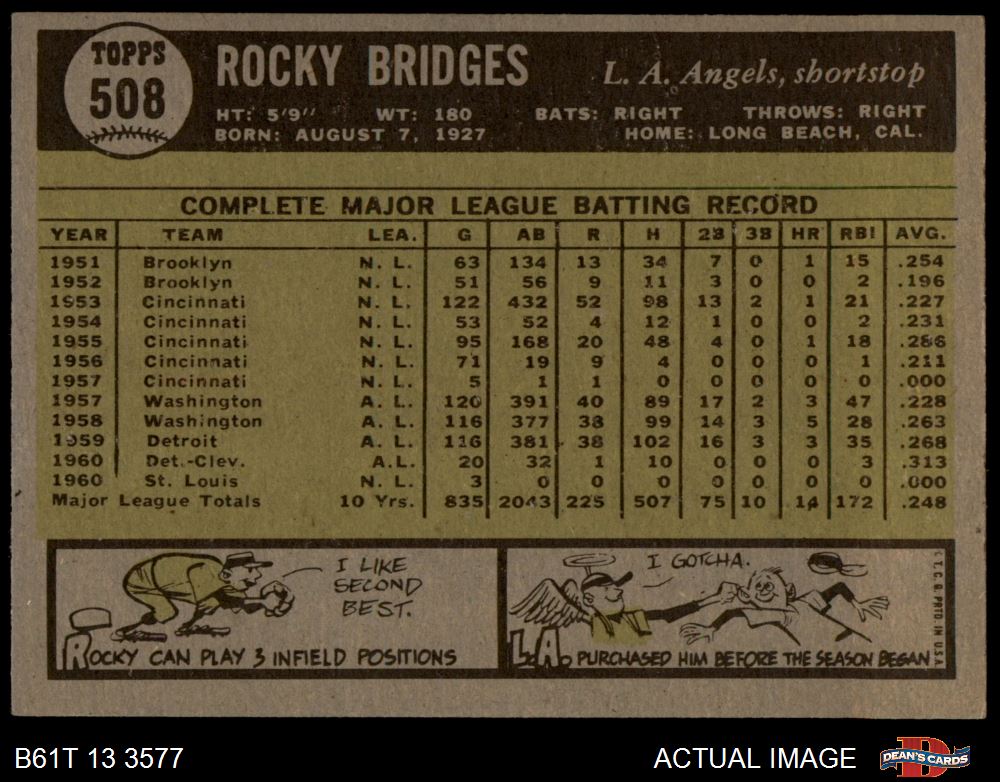 TOPPS
508
ROCKY BRIDGES
L. A. Angels, shortstop
HT: 5'9" WT: 180 BATS: RIGHT THROWS: RIGHT
BORN: AUGUST 7, 1927 HOME: LONG BEACH, CAL.
COMPLETE MAJOR LEAGUE BATTING RECORD
YEAR TEAM LEA. G AB R H 2B 3B HR RBI AVG.
1951 Brooklyn N. L. 63 134 13 34 7 0 1 15 .254
1952 Brooklyn N. L. 51 56 9 11 3 0 0 2 .196
1953 Cincinnati N. L. 122 432 52 98 13 2 1 21 .227
1954 Cincinnati N. L. 53 52 4 12 1 0 0 2 .231
1955 Cincinnati N. L. 95 168 20 48 4 0 1 18 .286
1956 Cincinnati N. L. 71 19 9 4 0 0 0 1 .211
1957 Cincinnati N. L. 5 1 1 0 0 0 0 0 .000
1957 Washington A. L. 120 391 40 89 17 2 3 47 .228
1958 Washington A. L. 116 377 38 99 14 3 5 28 .263
1959 Detroit A. L. 116 381 38 102 16 3 3 35 .268
1960 Det.-Clev. A.L. 20 32 1 10 0 0 0 3 .313
1960 St. Louis N. L. 3 0 0 0 0 0 0 0 .000
Major League Totals 10 Yrs. 835 2043 225 507 75 10 14 172 .248
I LIKE
SECOND
BEST.
ROCKY CAN PLAY 3 INFIELD POSITIONS
I GOTCHA.
L.A. PURCHASED HIM BEFORE THE SEASON BEGAN
T. C. G. PRTD. IN U.S.A.
B61T 13 3577
ACTUAL IMAGE
DEAN'S CARDS